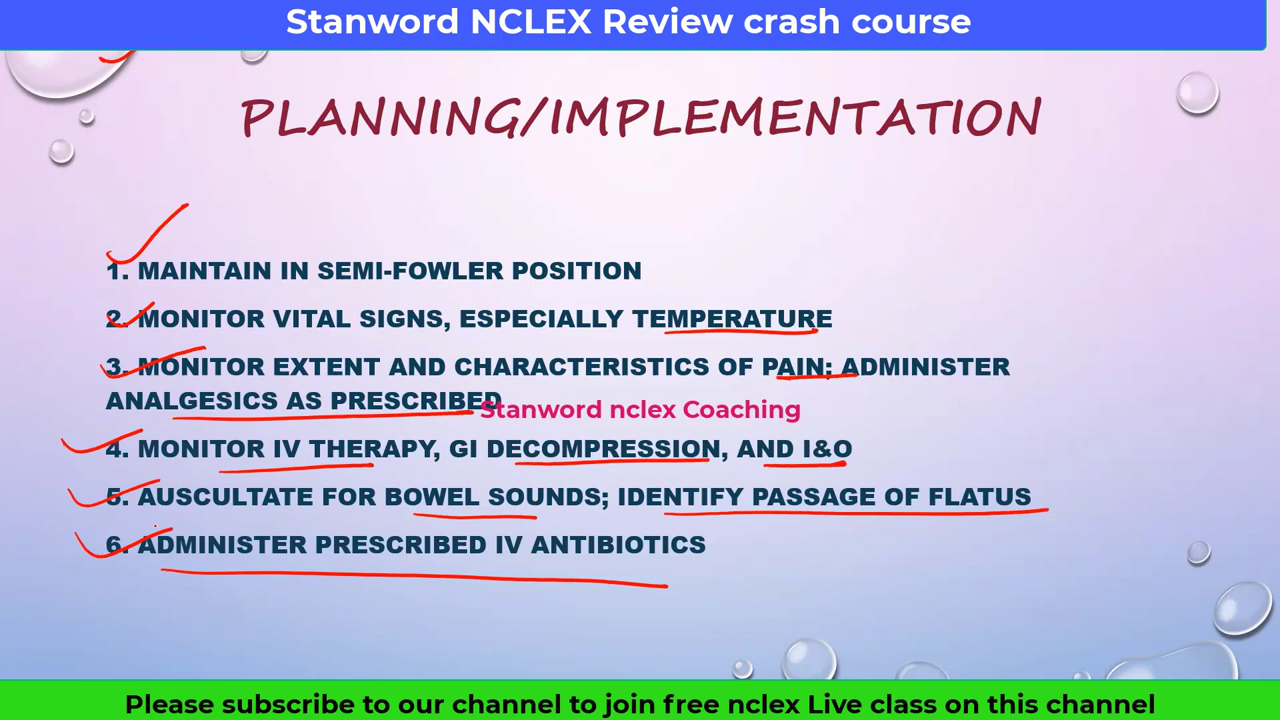 Stanword NCLEX Review crash course
PLANNING/IMPLEMENTATION
1. MAINTAIN IN SEMI-FOWLER POSITION
2. MONITOR VITAL SIGNS, ESPECIALLY TEMPERATURE
3. MONITOR EXTENT AND CHARACTERISTICS OF PAIN; ADMINISTER
ANALGESICS AS PRESCRIBED
Stanword nclex Coaching
4. MONITOR IV THERAPY, GI DECOMPRESSION, AND I&O
5. AUSCULTATE FOR BOWEL SOUNDS; IDENTIFY PASSAGE OF FLATUS
6. ADMINISTER PRESCRIBED IV ANTIBIOTICS
Please subscribe to our channel to join free nclex Live class on this channel